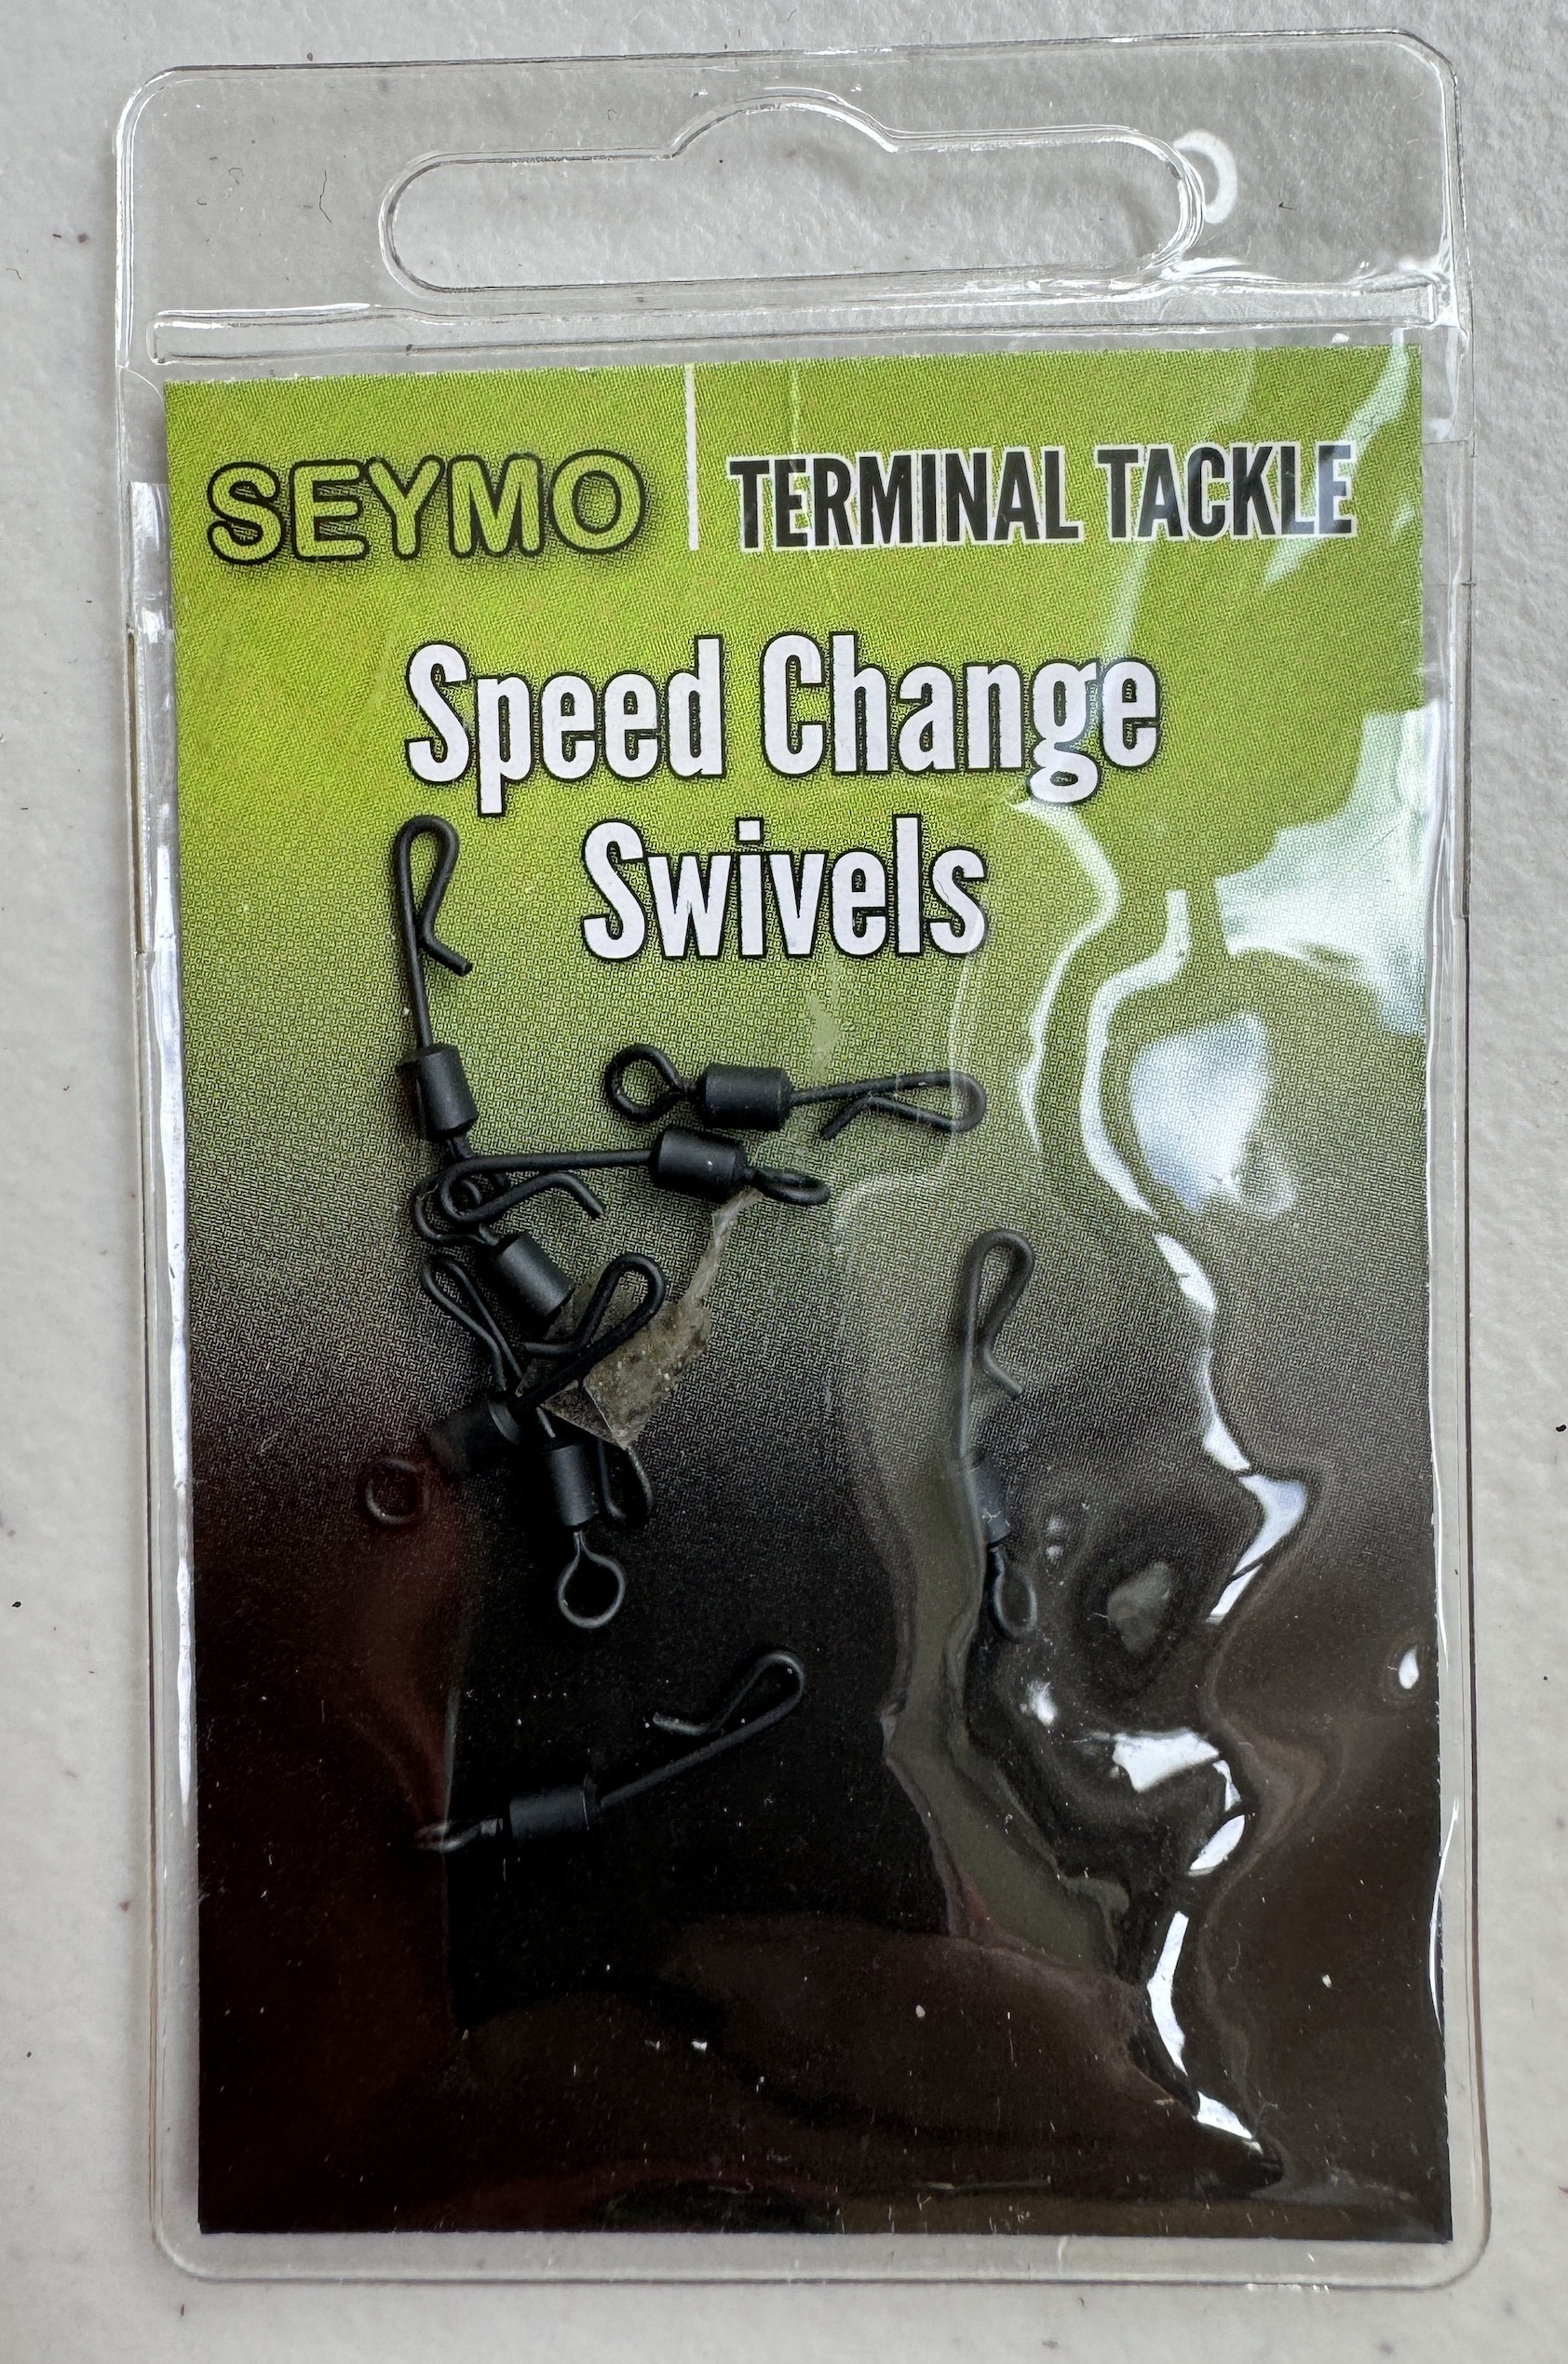 SEYMO TERMINAL TACKLE
Speed Change
Swivels